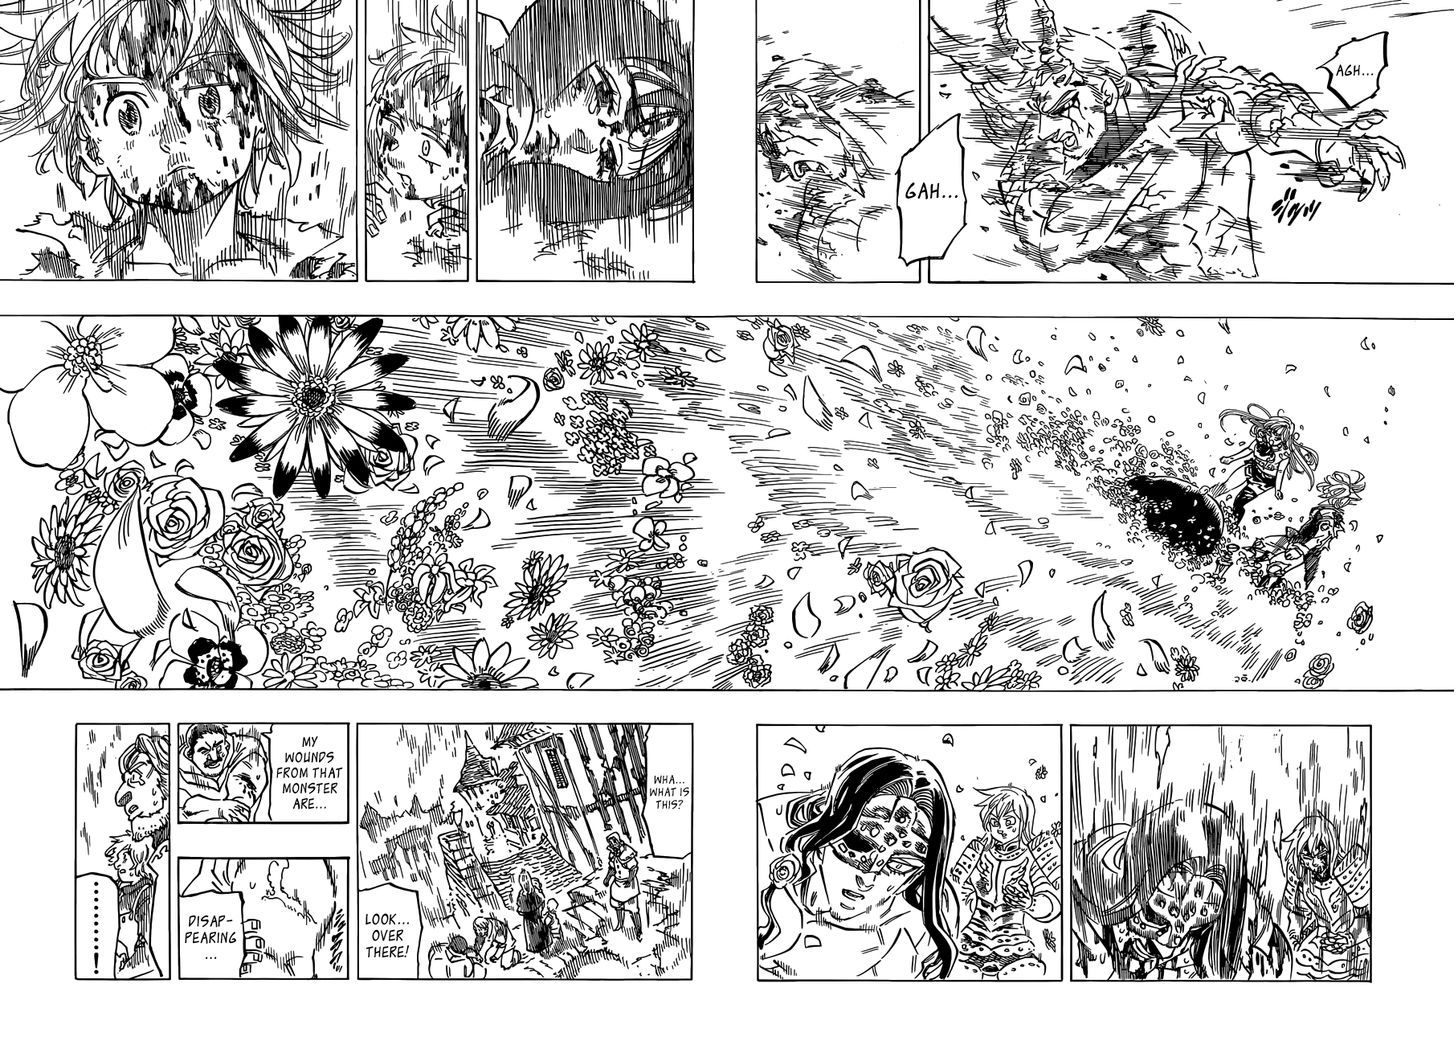 AGH...
GAH...
WHA...
WHAT IS
THIS?
LOOK...
OVER
THERE!
MY
WOUNDS
FROM THAT
MONSTER
ARE...
DISAP-
PEARING
...
.........!